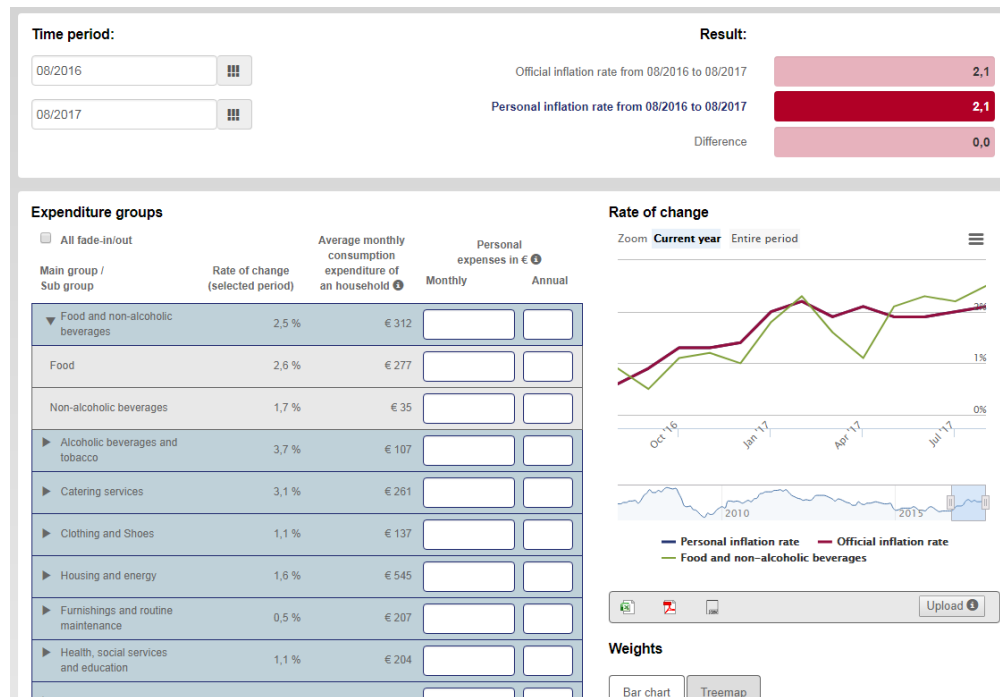 Time period:
Result:
08/2016
Official inflation rate from 08/2016 to 08/2017
2,1
08/2017
Personal inflation rate from 08/2016 to 08/2017
2,1
Difference
0,0
Expenditure groups
All fade-in/out
Main group /
Sub group
Rate of change
(selected period)
Average monthly
consumption
expenditure of
an household
Personal
expenses in €
Monthly
Annual
Food and non-alcoholic
beverages
2,5 %
€ 312
Food
2,6 %
€ 277
Non-alcoholic beverages
1,7 %
€ 35
Alcoholic beverages and
tobacco
3,7 %
€ 107
Catering services
3,1 %
€ 261
Clothing and Shoes
1,1 %
€ 137
Housing and energy
1,6 %
€ 545
Furnishings and routine
maintenance
0,5 %
€ 207
Health, social services
and education
1,1 %
€ 204
Rate of change
Zoom Current year Entire period
2%
1%
0%
Oct '16
Jan '17
Apr '17
Jul '17
2010
2015
Personal inflation rate
Official inflation rate
Food and non-alcoholic beverages
Upload
Weights
Bar chart
Treemap